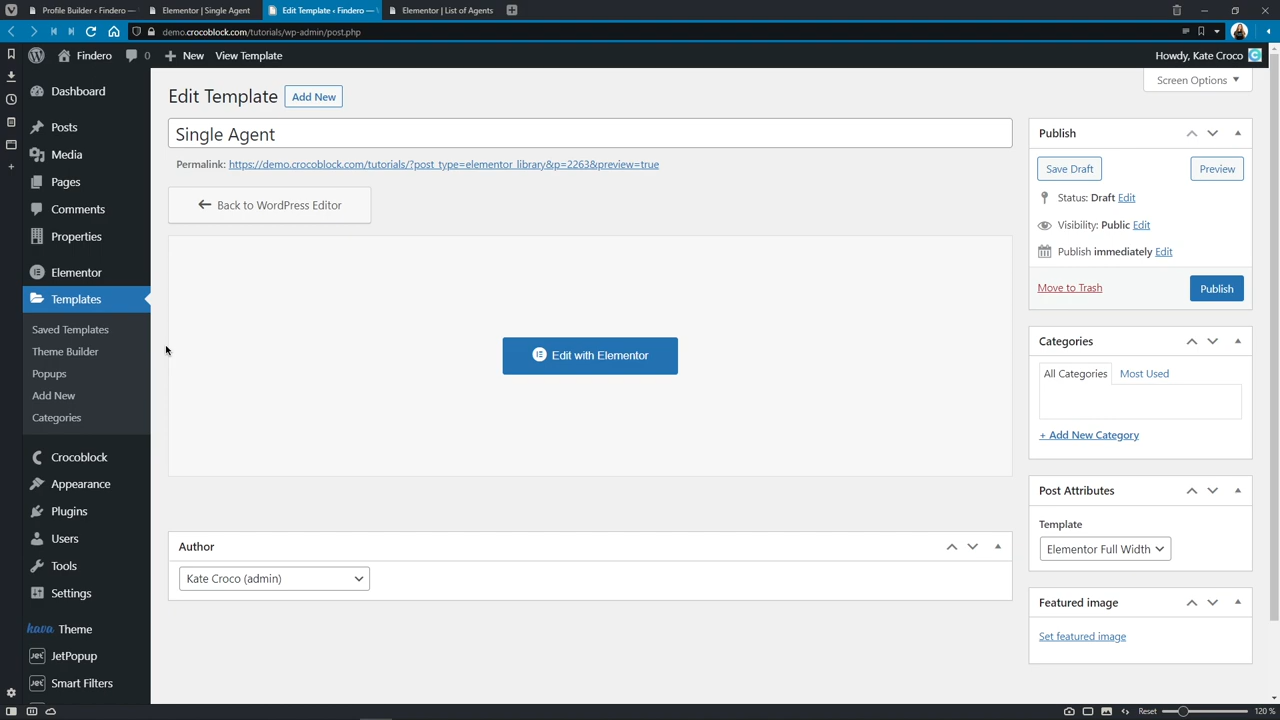 Profile Builder ‹ Findero —
Elementor | Single Agent
Edit Template ‹ Findero —
Elementor | List of Agents
demo.crocoblock.com/tutorials/wp-admin/post.php
Findero
0
New
View Template
Howdy, Kate Croco
Screen Options
Dashboard
Posts
Media
Pages
Comments
Properties
Elementor
Templates
Saved Templates
Theme Builder
Popups
Add New
Categories
Crocoblock
Appearance
Plugins
Users
Tools
Settings
kava Theme
JetPopup
Smart Filters
Edit Template
Add New
Single Agent
Permalink: https://demo.crocoblock.com/tutorials/?post_type=elementor_library&p=2263&preview=true
Back to WordPress Editor
Edit with Elementor
Author
Kate Croco (admin)
Publish
Save Draft
Preview
Status: Draft Edit
Visibility: Public Edit
Publish immediately Edit
Move to Trash
Publish
Categories
All Categories
Most Used
+ Add New Category
Post Attributes
Template
Elementor Full Width
Featured image
Set featured image
Reset
120 %